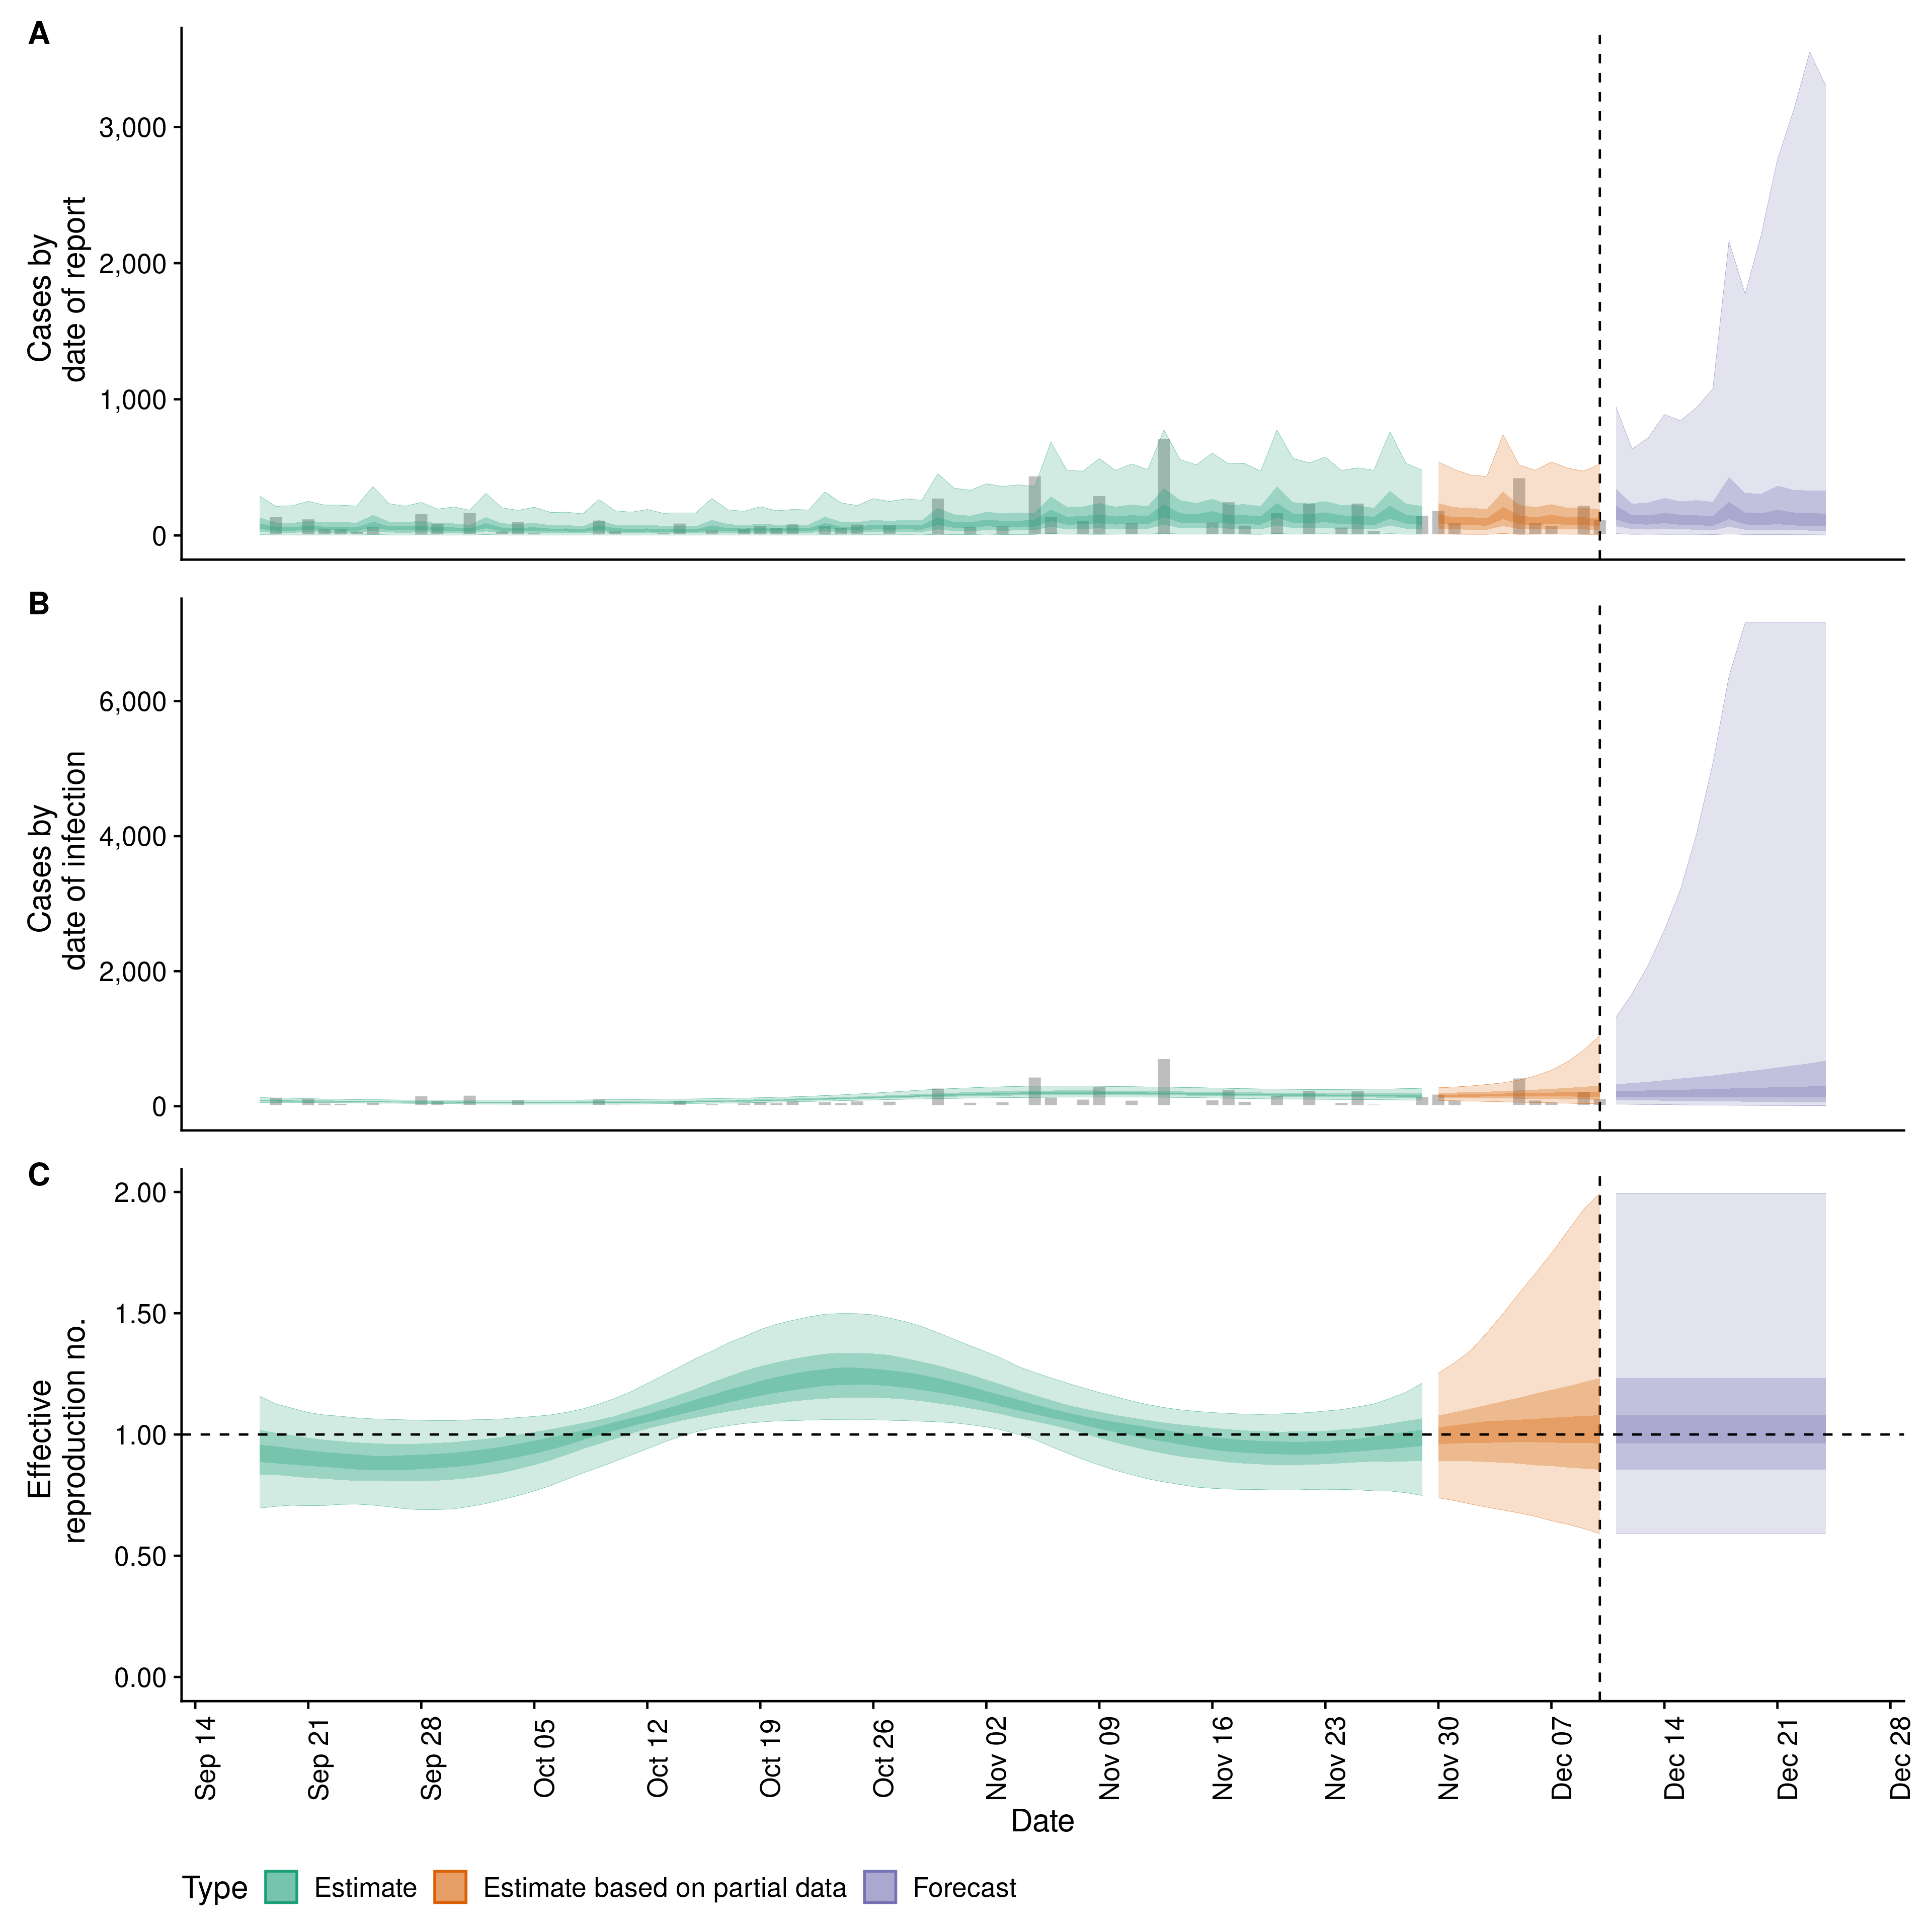 A
Cases by
date of report
3,000
2,000
1,000
0
B
Cases by
date of infection
6,000
4,000
2,000
0
C
Effective
reproduction no.
2.00
1.50
1.00
0.50
0.00
Sep 14
Sep 21
Sep 28
Oct 05
Oct 12
Oct 19
Oct 26
Nov 02
Nov 09
Nov 16
Nov 23
Nov 30
Dec 07
Dec 14
Dec 21
Dec 28
Date
Type Estimate Estimate based on partial data Forecast